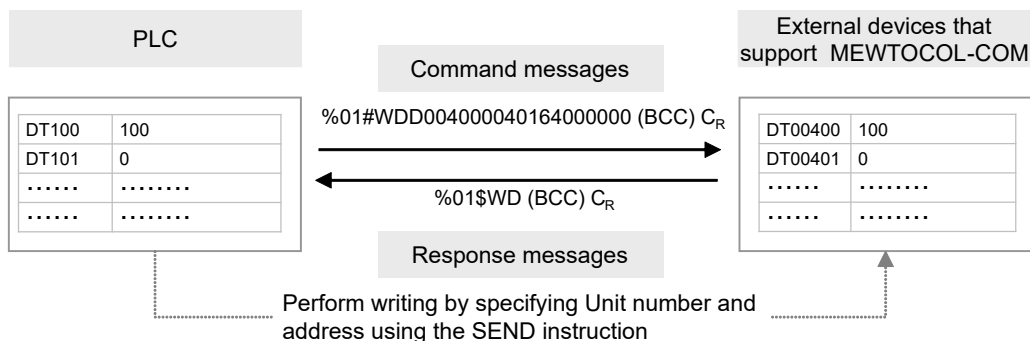 PLC
External devices that
support MEWTOCOL-COM
Command messages
%01#WDD004000040164000000 (BCC) CR
DT100 100
DT101 0
...... ........
...... ........
%01$WD (BCC) CR
DT00400 100
DT00401 0
...... ........
...... ........
Response messages
Perform writing by specifying Unit number and
address using the SEND instruction